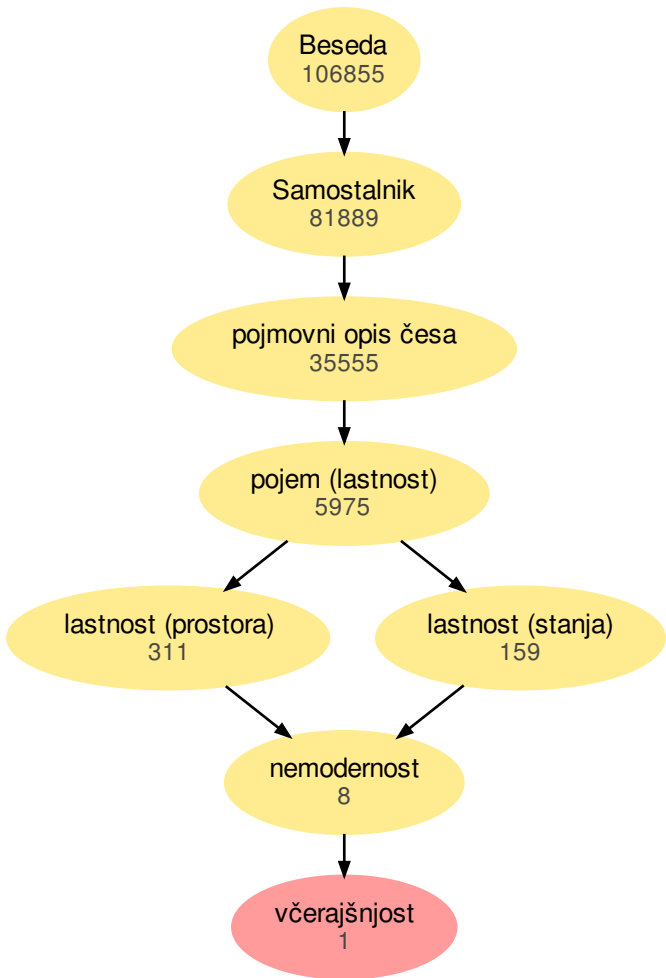 Beseda
106855
Samostalnik
81889
pojmovni opis česa
35555
pojem (lastnost)
5975
lastnost (prostora)
311
lastnost (stanja)
159
nemodernost
8
včerajšnjost
1